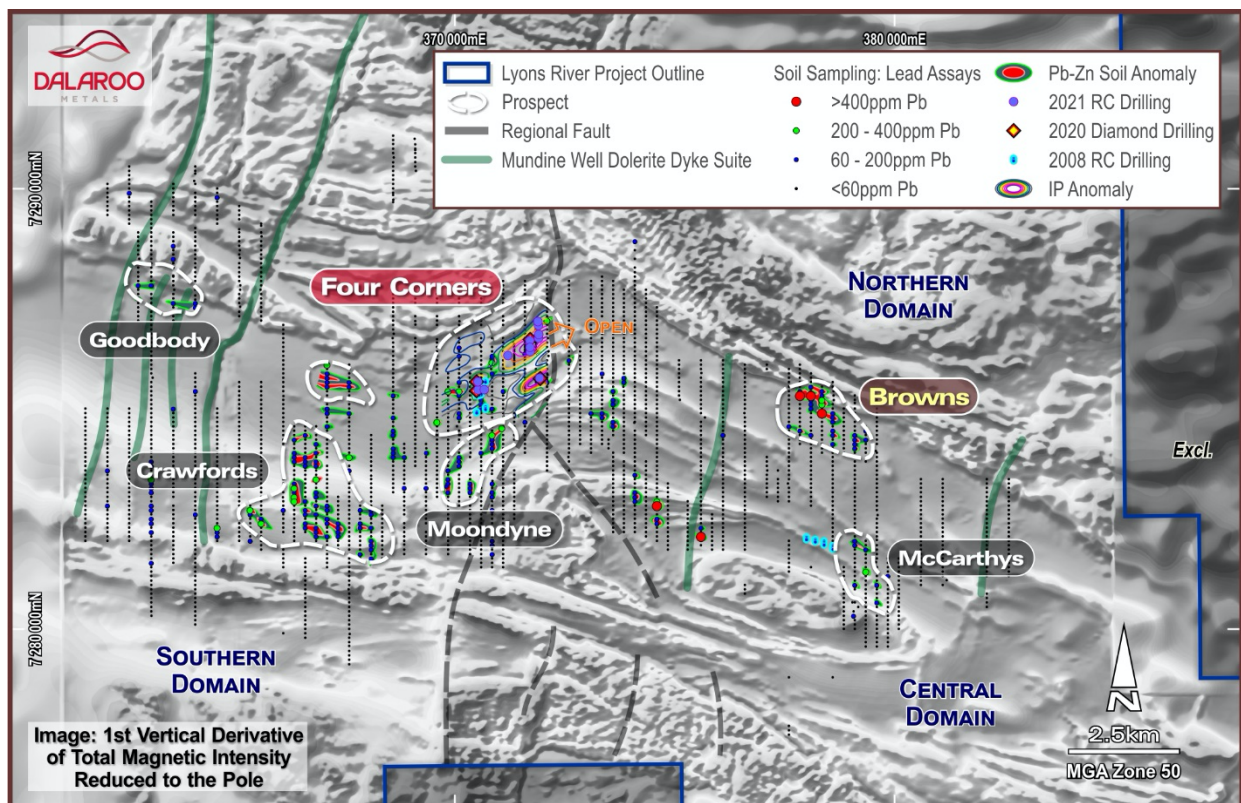 DALAROO
METALS
370 000mE
380 000mE
7 290 000mN
7 280 000mN
Lyons River Project Outline
Prospect
Regional Fault
Mundine Well Dolerite Dyke Suite
Soil Sampling: Lead Assays
>400ppm Pb
200 - 400ppm Pb
60 - 200ppm Pb
<60ppm Pb
Pb-Zn Soil Anomaly
2021 RC Drilling
2020 Diamond Drilling
2008 RC Drilling
IP Anomaly
Four Corners
NORTHERN
DOMAIN
OPEN
Goodbody
Browns
Excl.
Crawfords
Moondyne
McCarthys
SOUTHERN
DOMAIN
CENTRAL
DOMAIN
N
2.5km
MGA Zone 50
Image: 1st Vertical Derivative
of Total Magnetic Intensity
Reduced to the Pole